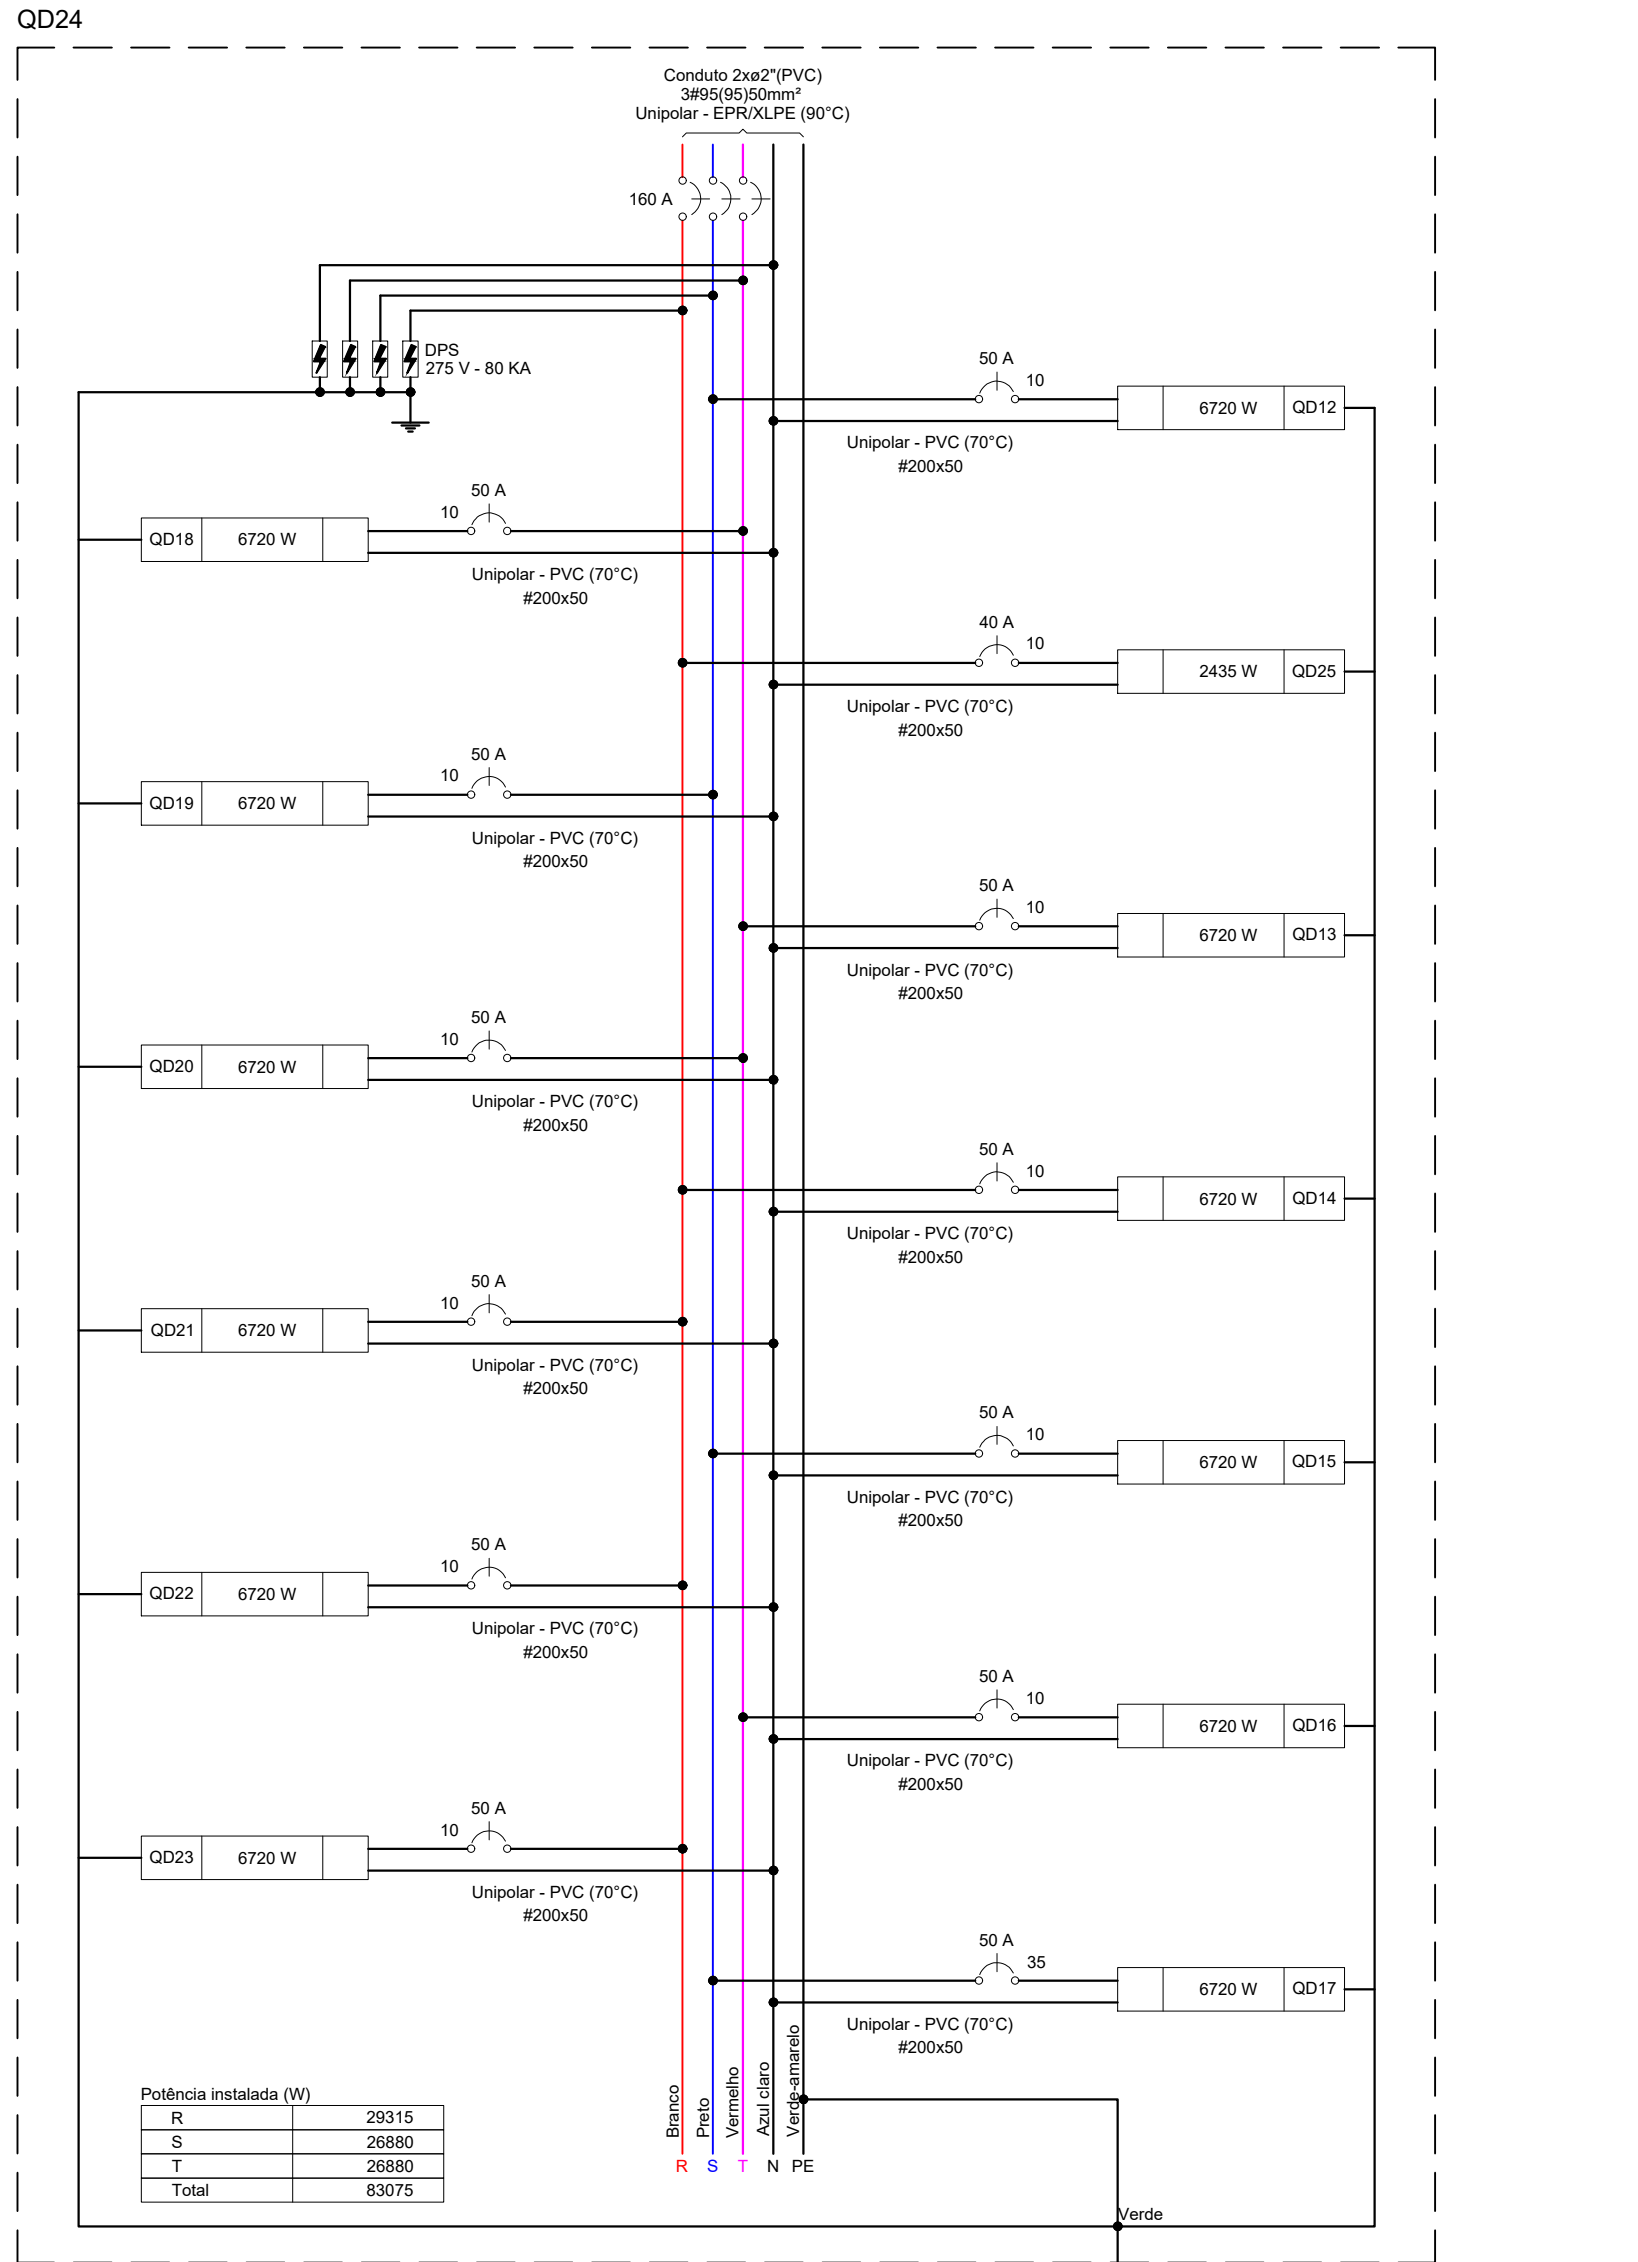 QD24
Conduto 2xø2"(PVC)
3#95(95)50mm²
Unipolar - EPR/XLPE (90°C)
160 A
DPS
275 V - 80 KA
50 A
10
6720 W
QD12
Unipolar - PVC (70°C)
#200x50
50 A
10
QD18
6720 W
Unipolar - PVC (70°C)
#200x50
40 A
10
2435 W
QD25
Unipolar - PVC (70°C)
#200x50
50 A
10
QD19
6720 W
Unipolar - PVC (70°C)
#200x50
50 A
10
6720 W
QD13
Unipolar - PVC (70°C)
#200x50
50 A
10
QD20
6720 W
Unipolar - PVC (70°C)
#200x50
50 A
10
6720 W
QD14
Unipolar - PVC (70°C)
#200x50
50 A
10
QD21
6720 W
Unipolar - PVC (70°C)
#200x50
50 A
10
6720 W
QD15
Unipolar - PVC (70°C)
#200x50
50 A
10
QD22
6720 W
Unipolar - PVC (70°C)
#200x50
50 A
10
6720 W
QD16
Unipolar - PVC (70°C)
#200x50
50 A
10
QD23
6720 W
Unipolar - PVC (70°C)
#200x50
50 A
35
6720 W
QD17
Unipolar - PVC (70°C)
#200x50
Branco
Preto
Vermelho
Azul claro
Verde-amarelo
R S T N PE
Potência instalada (W)
R 29315
S 26880
T 26880
Total 83075
Verde